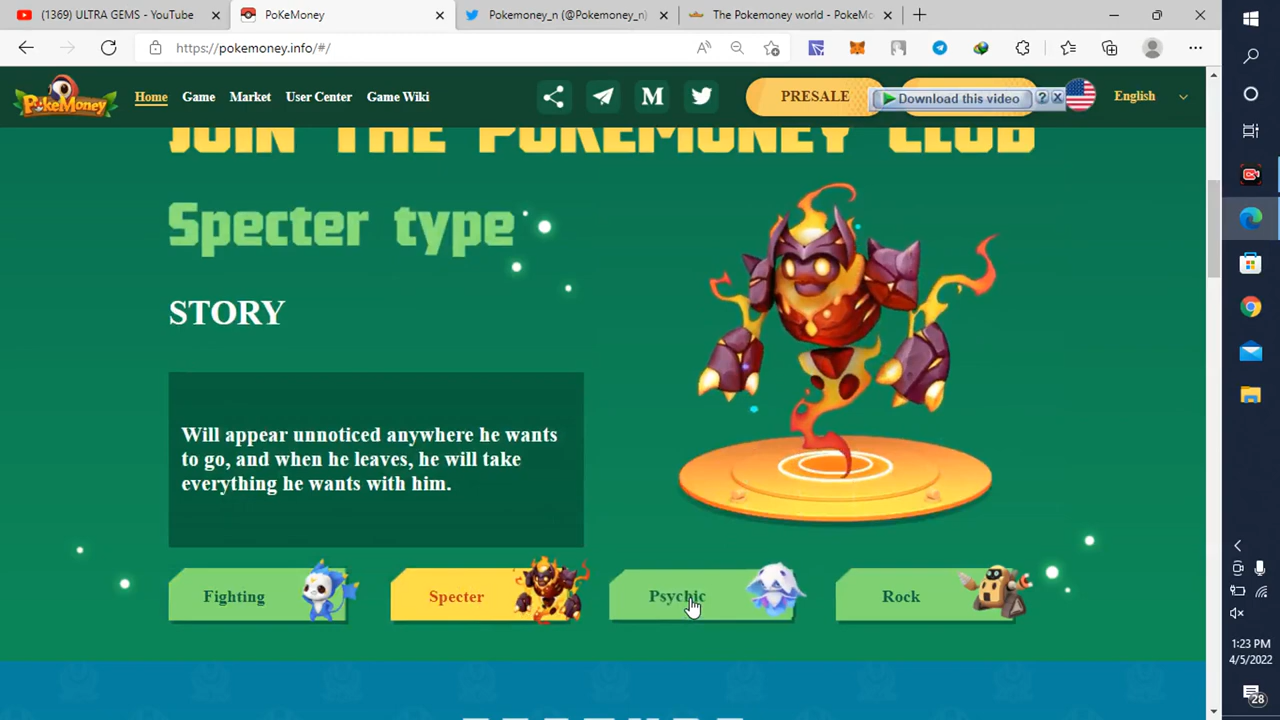 (1369) ULTRA GEMS - YouTube
PoKeMoney
Pokemoney_n (@Pokemoney_n)
The Pokemoney world - PokeMo
https://pokemoney.info/#/
POKEMONEY
Home
Game
Market
User Center
Game Wiki
PRESALE
Download this video
?
English
JOIN THE POKEMONEY CLUB
Specter type
STORY
Will appear unnoticed anywhere he wants
to go, and when he leaves, he will take
everything he wants with him.
Fighting
Specter
Psychic
Rock
1:23 PM
4/5/2022
28